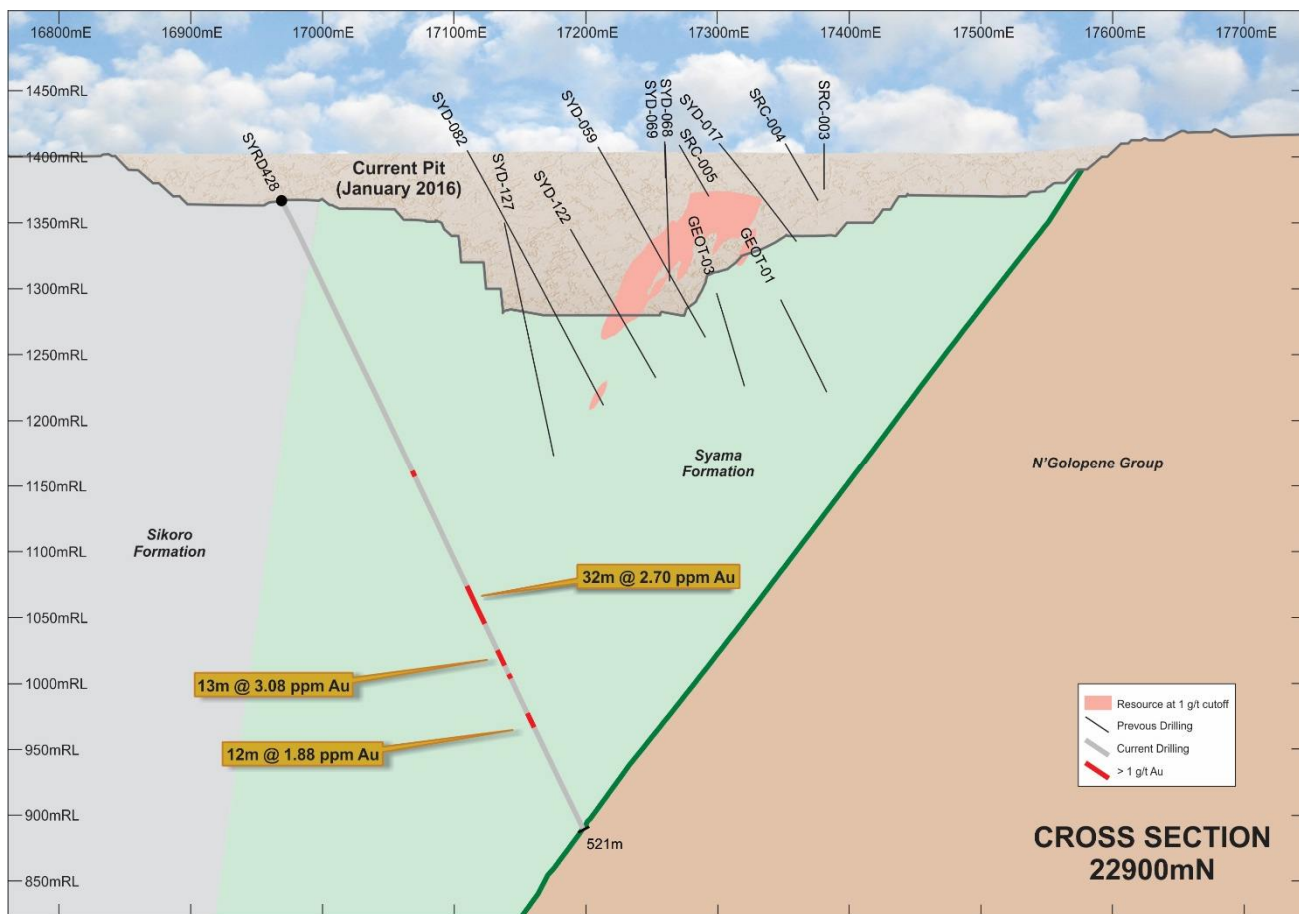 16800mE
16900mE
17000mE
17100mE
17200mE
17300mE
17400mE
17500mE
17600mE
17700mE
1450mRL
1400mRL
1350mRL
1300mRL
1250mRL
1200mRL
1150mRL
1100mRL
1050mRL
1000mRL
950mRL
900mRL
850mRL
SYRD428
Current Pit
(January 2016)
SYD-082
SYD-127
SYD-122
SYD-059
SYD-069
SYD-068
SRC-005
SYD-017
SRC-004
SRC-003
GEOT-03
GEOT-01
Syama
Formation
N'Golopene Group
Sikoro
Formation
32m @ 2.70 ppm Au
13m @ 3.08 ppm Au
12m @ 1.88 ppm Au
521m
Resource at 1 g/t cutoff
Prevous Drilling
Current Drilling
> 1 g/t Au
CROSS SECTION
22900mN